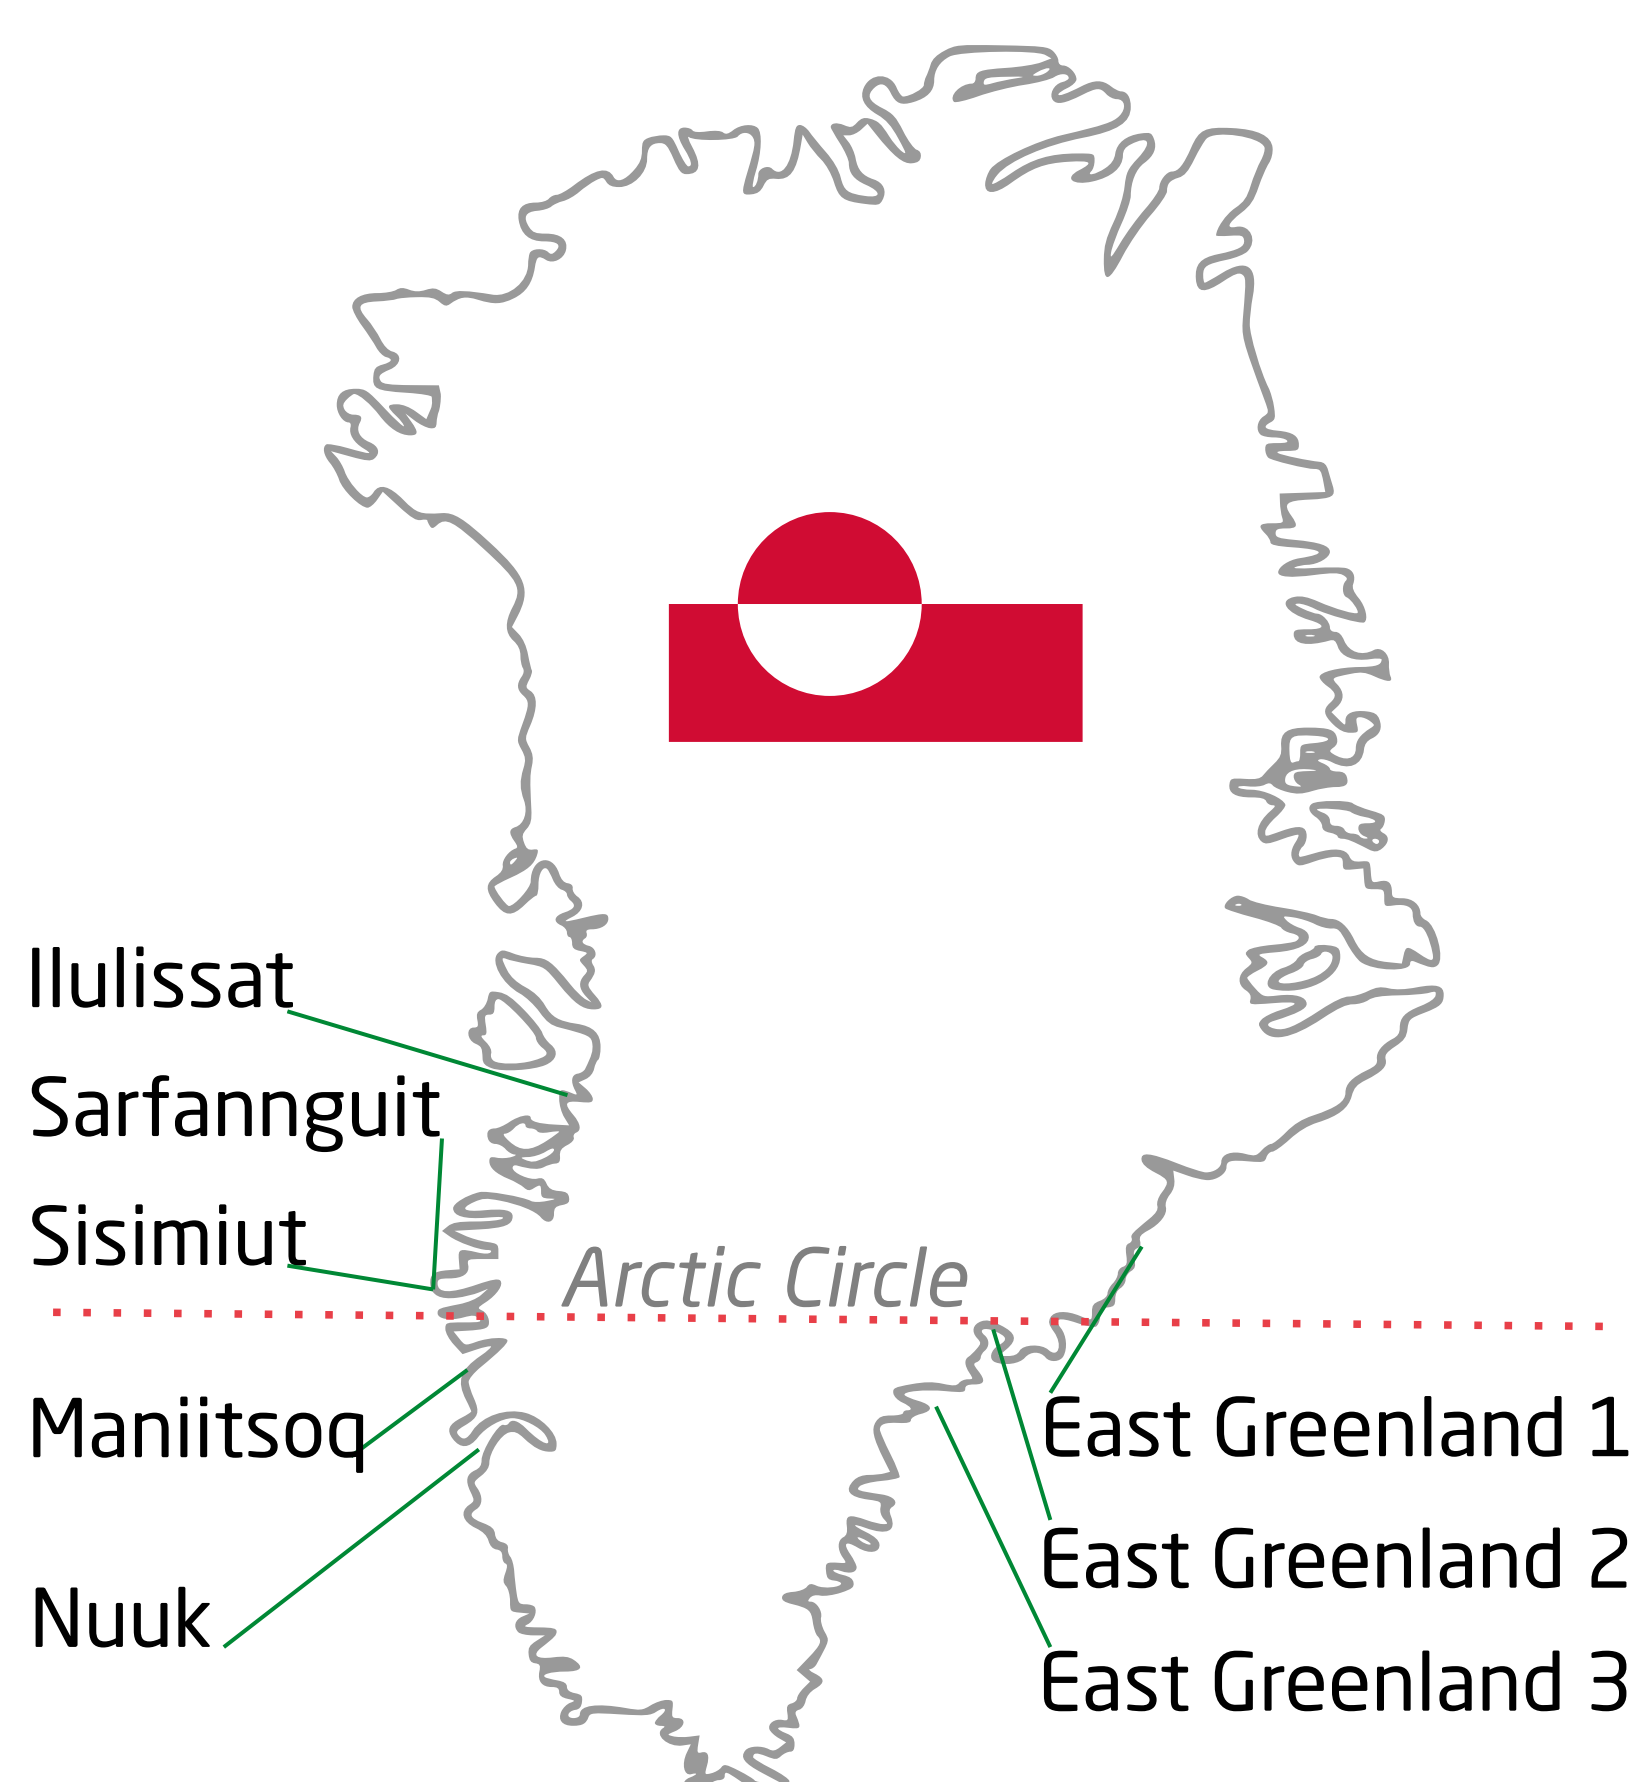 Ilulissat
Sarfannguit
Sisimiut
Arctic Circle
Maniitsoq
East Greenland 1
East Greenland 2
Nuuk
East Greenland 3